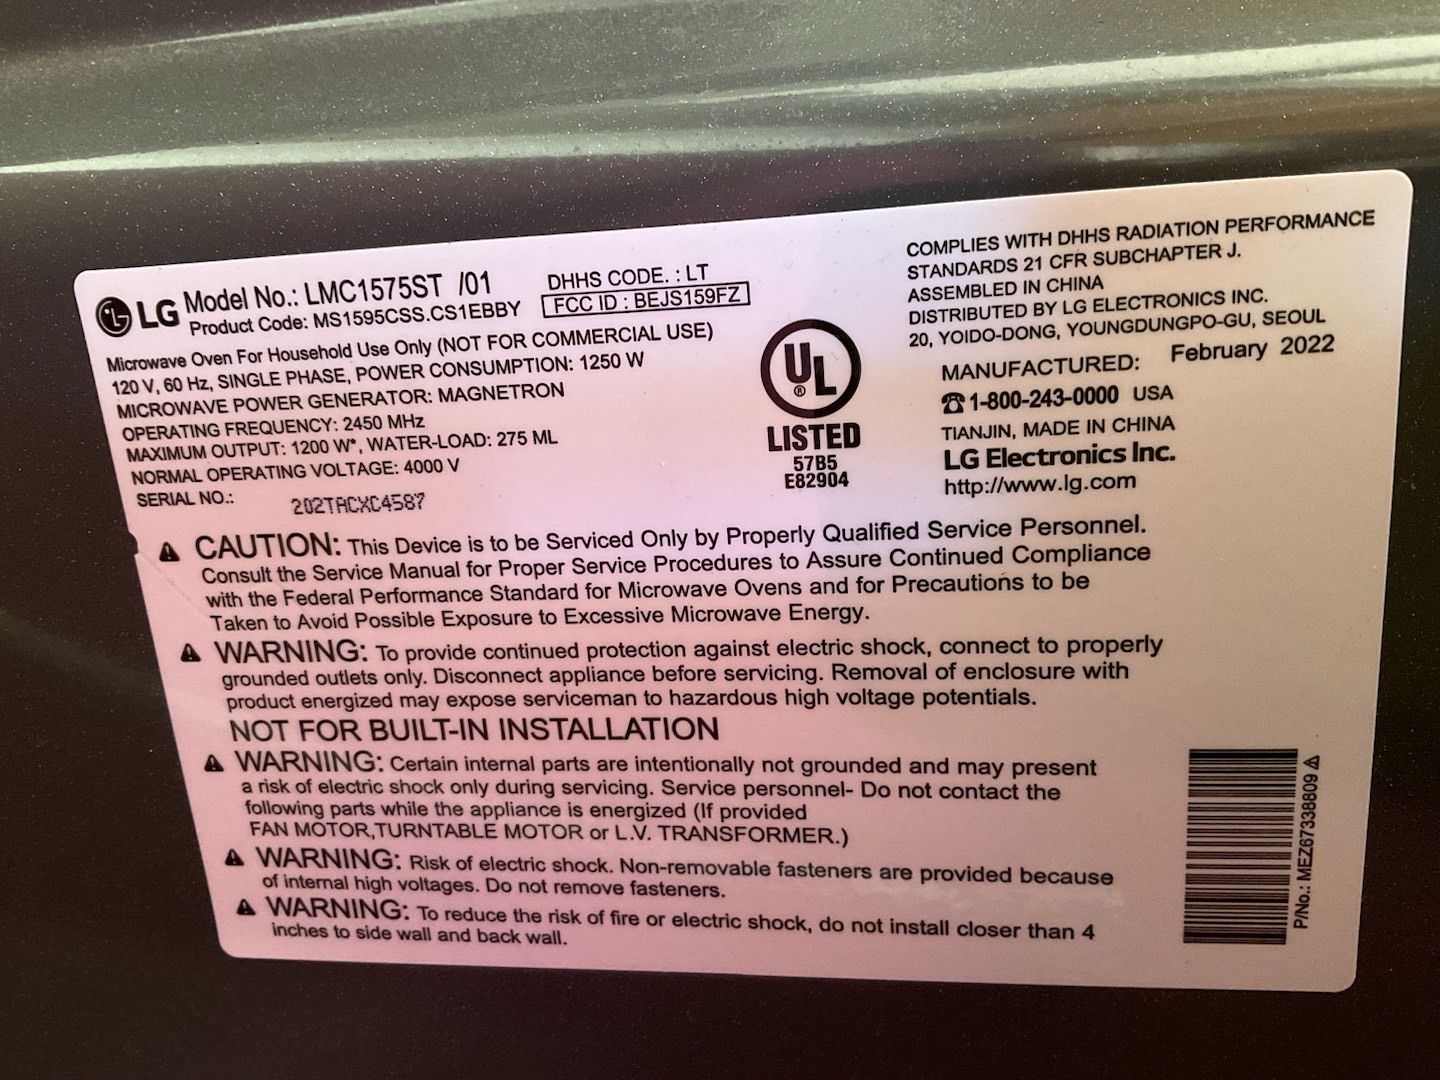 LG Model No.: LMC1575ST /01
Product Code: MS1595CSS.CS1EBBY
DHHS CODE. : LT
FCC ID : BEJS159FZ
Microwave Oven For Household Use Only (NOT FOR COMMERCIAL USE)
120 V, 60 Hz, SINGLE PHASE, POWER CONSUMPTION: 1250 W
MICROWAVE POWER GENERATOR: MAGNETRON
OPERATING FREQUENCY: 2450 MHz
MAXIMUM OUTPUT: 1200 W*, WATER-LOAD: 275 ML
NORMAL OPERATING VOLTAGE: 4000 V
SERIAL NO.: 202TACXC4587
UL
®
LISTED
57B5
E82904
COMPLIES WITH DHHS RADIATION PERFORMANCE
STANDARDS 21 CFR SUBCHAPTER J.
ASSEMBLED IN CHINA
DISTRIBUTED BY LG ELECTRONICS INC.
20, YOIDO-DONG, YOUNGDUNGPO-GU, SEOUL
MANUFACTURED: February 2022
☎ 1-800-243-0000 USA
TIANJIN, MADE IN CHINA
LG Electronics Inc.
http://www.lg.com
⚠ CAUTION: This Device is to be Serviced Only by Properly Qualified Service Personnel.
Consult the Service Manual for Proper Service Procedures to Assure Continued Compliance
with the Federal Performance Standard for Microwave Ovens and for Precautions to be
Taken to Avoid Possible Exposure to Excessive Microwave Energy.
⚠ WARNING: To provide continued protection against electric shock, connect to properly
grounded outlets only. Disconnect appliance before servicing. Removal of enclosure with
product energized may expose serviceman to hazardous high voltage potentials.
NOT FOR BUILT-IN INSTALLATION
⚠ WARNING: Certain internal parts are intentionally not grounded and may present
a risk of electric shock only during servicing. Service personnel- Do not contact the
following parts while the appliance is energized (If provided
FAN MOTOR,TURNTABLE MOTOR or L.V. TRANSFORMER.)
⚠ WARNING: Risk of electric shock. Non-removable fasteners are provided because
of internal high voltages. Do not remove fasteners.
⚠ WARNING: To reduce the risk of fire or electric shock, do not install closer than 4
inches to side wall and back wall.
P/No.: MEZ67338809 ⚠